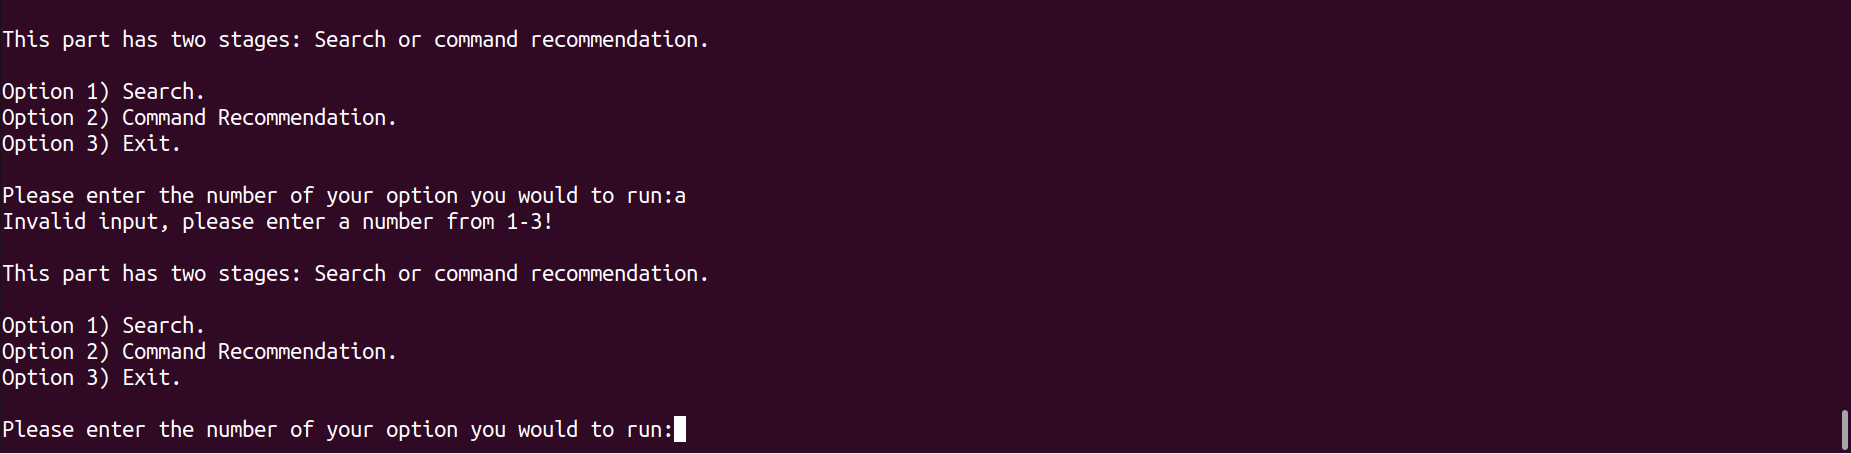 This part has two stages: Search or command recommendation.
Option 1) Search.
Option 2) Command Recommendation.
Option 3) Exit.
Please enter the number of your option you would to run:a
Invalid input, please enter a number from 1-3!
This part has two stages: Search or command recommendation.
Option 1) Search.
Option 2) Command Recommendation.
Option 3) Exit.
Please enter the number of your option you would to run: